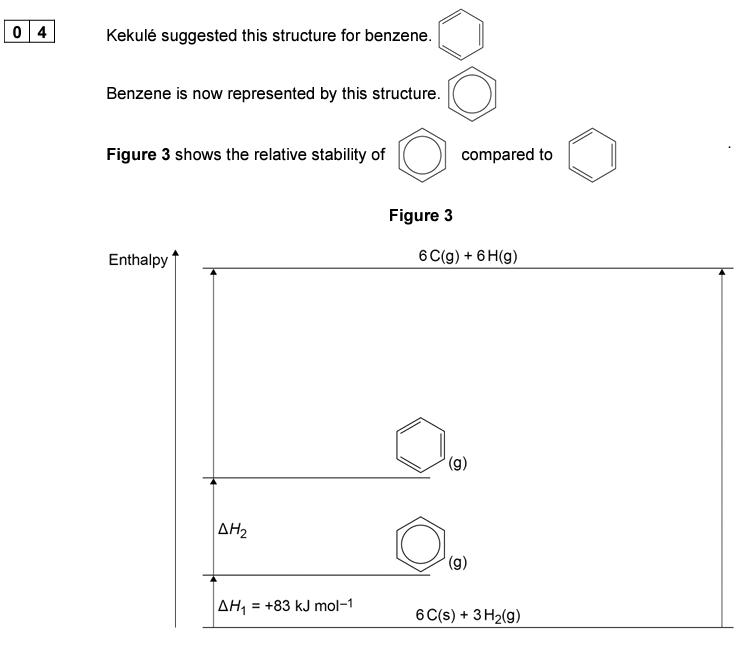 0 4
Kekulé suggested this structure for benzene.
Benzene is now represented by this structure.
Figure 3 shows the relative stability of compared to .
Figure 3
Enthalpy
6 C(g) + 6 H(g)
(g)
ΔH₂
(g)
ΔH₁ = +83 kJ mol⁻¹
6 C(s) + 3 H₂(g)